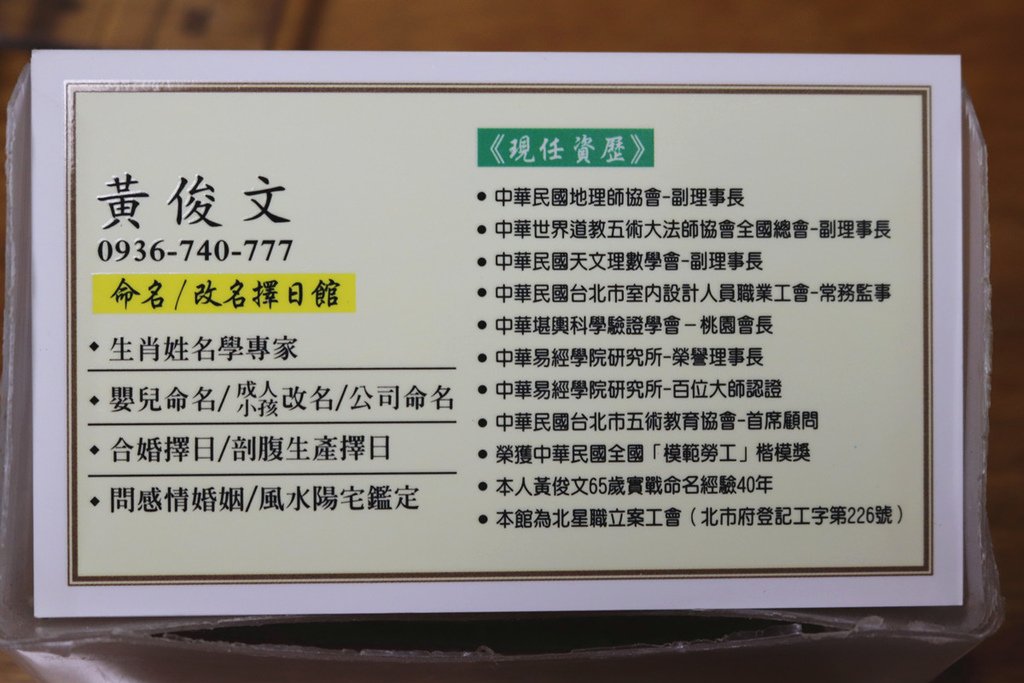 黃俊文
0936-740-777
命名/改名擇日館
◆生肖姓名學專家
◆嬰兒命名/成人小孩改名/公司命名
◆合婚擇日/剖腹生產擇日
◆問感情婚姻/風水陽宅鑑定
《現任資歷》
●中華民國地理師協會-副理事長
●中華世界道教五術大法師協會全國總會-副理事長
●中華民國天文理數學會-副理事長
●中華民國台北市室內設計人員職業工會-常務監事
●中華堪輿科學驗證學會－桃園會長
●中華易經學院研究所-榮譽理事長
●中華易經學院研究所-百位大師認證
●中華民國台北市五術教育協會-首席顧問
●榮獲中華民國全國「模範勞工」楷模獎
●本人黃俊文65歲實戰命名經驗40年
●本館為北星職立案工會（北市府登記工字第226號）